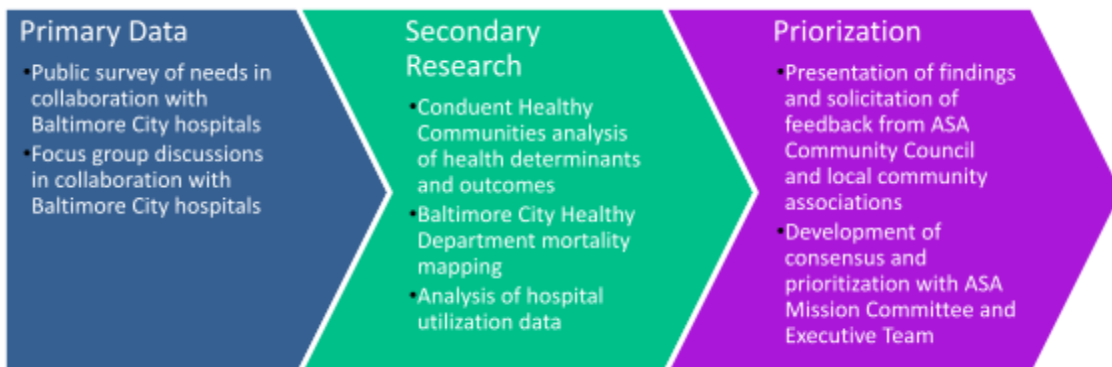 Primary Data
•Public survey of needs in
collaboration with
Baltimore City hospitals
•Focus group discussions
in collaboration with
Baltimore City hospitals
Secondary
Research
•Conduent Healthy
Communities analysis
of health determinants
and outcomes
•Baltimore City Healthy
Department mortality
mapping
•Analysis of hospital
utilization data
Priorization
•Presentation of findings
and solicitation of
feedback from ASA
Community Council
and local community
associations
•Development of
consensus and
prioritization with ASA
Mission Committee and
Executive Team